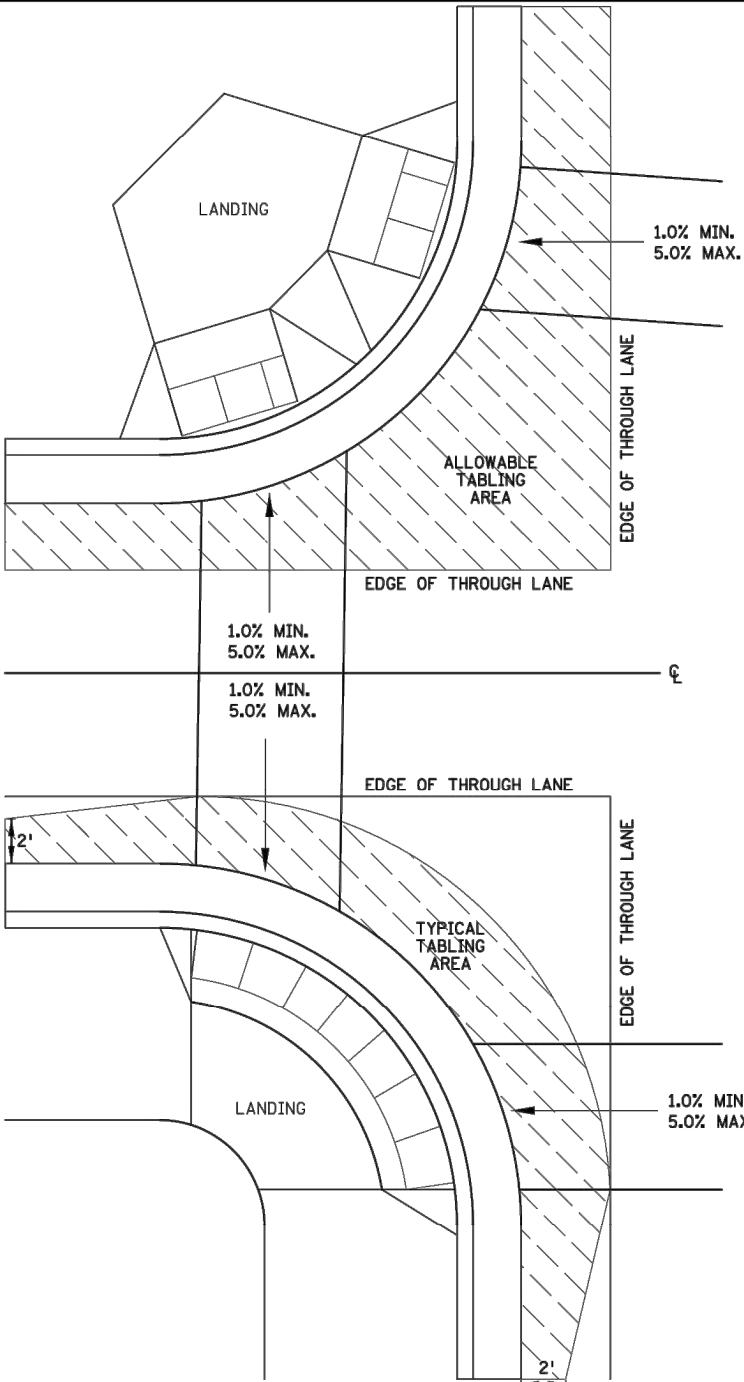 LANDING
1.0% MIN.
5.0% MAX.
EDGE OF THROUGH LANE
ALLOWABLE
TABLING
AREA
EDGE OF THROUGH LANE
1.0% MIN.
5.0% MAX.
℄
1.0% MIN.
5.0% MAX.
EDGE OF THROUGH LANE
2'
EDGE OF THROUGH LANE
TYPICAL
TABLING
AREA
LANDING
1.0% MIN
5.0% MAX
2'